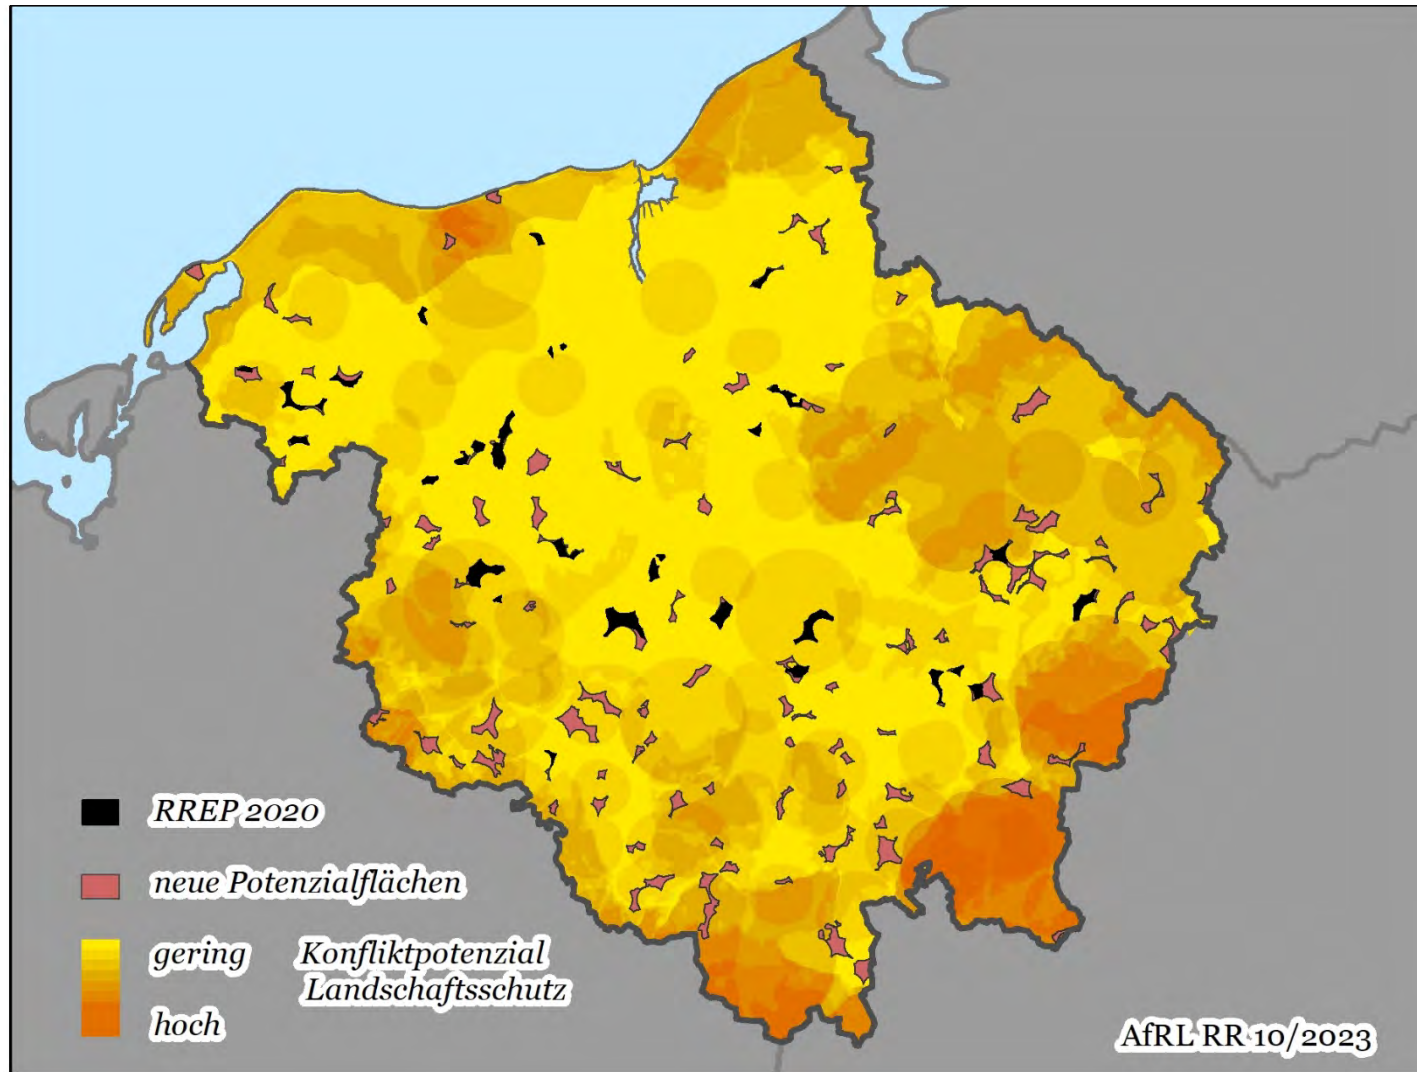 RREP 2020
neue Potenzialflächen
gering Konfliktpotenzial
Landschaftsschutz
hoch
AfRL RR 10/2023